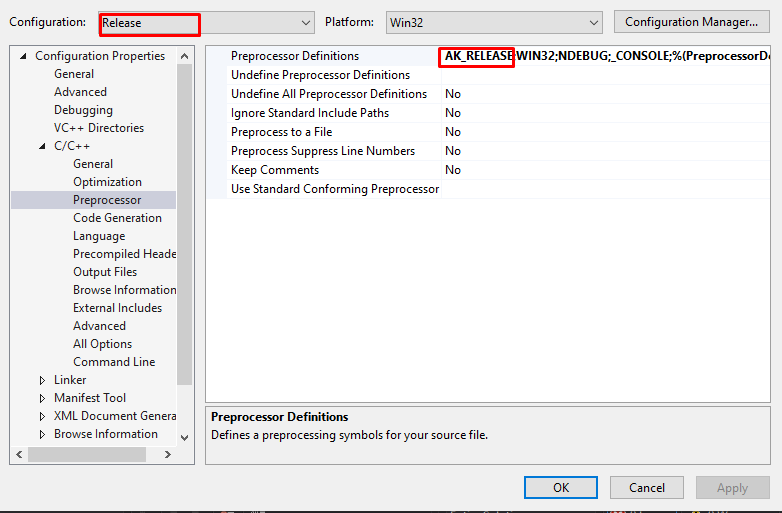 Configuration: Release Platform: Win32 Configuration Manager...
Configuration Properties
General
Advanced
Debugging
VC++ Directories
C/C++
General
Optimization
Preprocessor
Code Generation
Language
Precompiled Heade
Output Files
Browse Information
External Includes
Advanced
All Options
Command Line
Linker
Manifest Tool
XML Document Genera
Browse Information
Preprocessor Definitions AK_RELEASE;WIN32;NDEBUG;_CONSOLE;%(PreprocessorDe
Undefine Preprocessor Definitions
Undefine All Preprocessor Definitions No
Ignore Standard Include Paths No
Preprocess to a File No
Preprocess Suppress Line Numbers No
Keep Comments No
Use Standard Conforming Preprocessor
Preprocessor Definitions
Defines a preprocessing symbols for your source file.
OK Cancel Apply